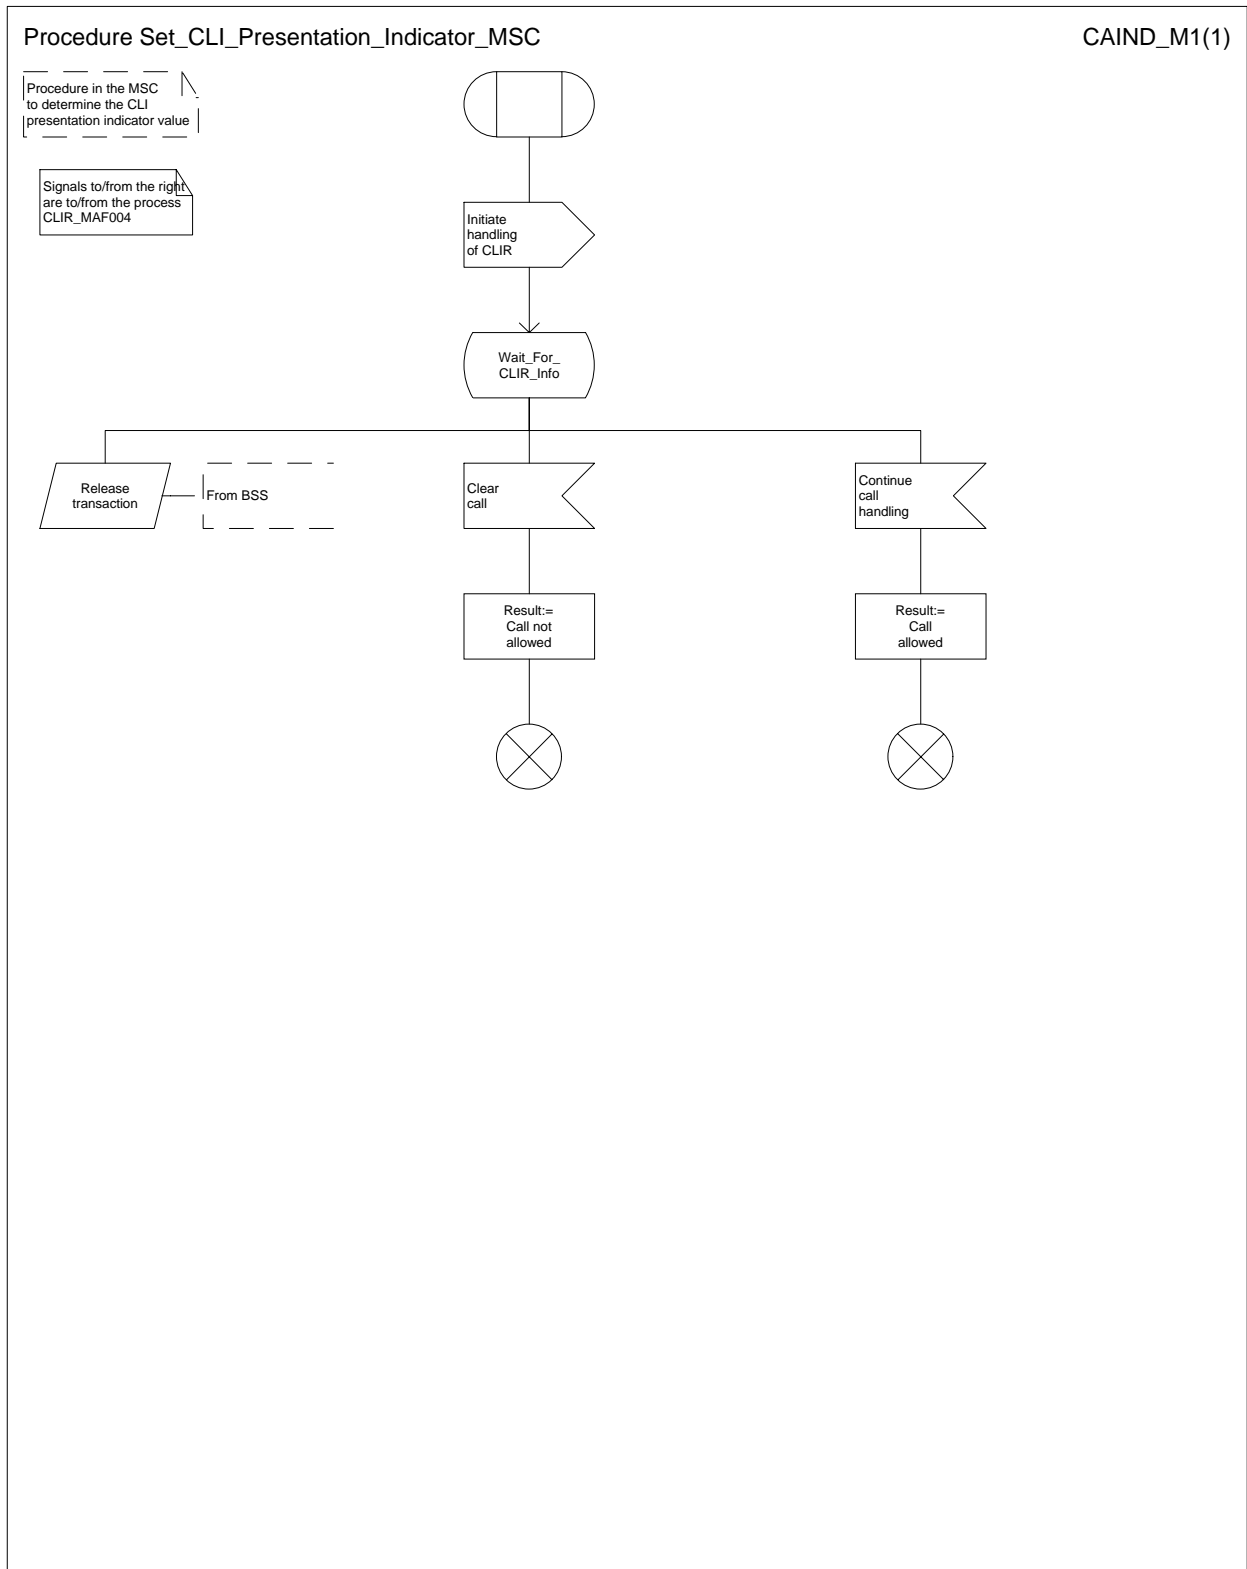 Procedure Set_CLI_Presentation_Indicator_MSC
CAIND_M1(1)
Procedure in the MSC
to determine the CLI
presentation indicator value
Signals to/from the right
are to/from the process
CLIR_MAF004
Initiate
handling
of CLIR
Wait_For_
CLIR_Info
Release
transaction
From BSS
Clear
call
Continue
call
handling
Result:=
Call not
allowed
Result:=
Call
allowed